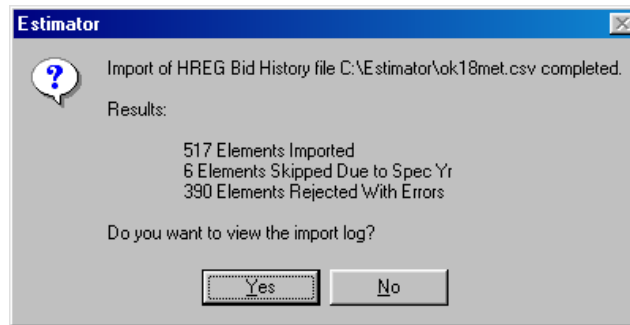 Estimator
Import of HREG Bid History file C:\Estimator\ok18met.csv completed.
Results:
517 Elements Imported
6 Elements Skipped Due to Spec Yr
390 Elements Rejected With Errors
Do you want to view the import log?
Yes
No